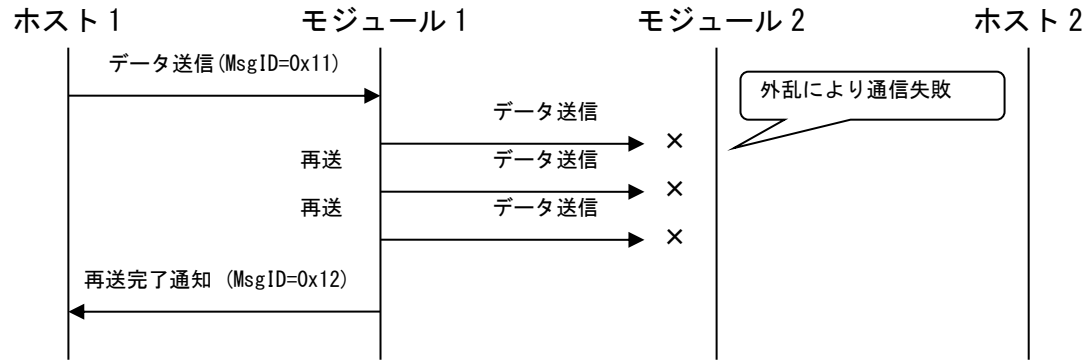 ホスト1
モジュール1
モジュール2
ホスト2
データ送信(MsgID=0x11)
外乱により通信失敗
データ送信
×
再送
データ送信
×
再送
データ送信
×
再送完了通知 (MsgID=0x12)